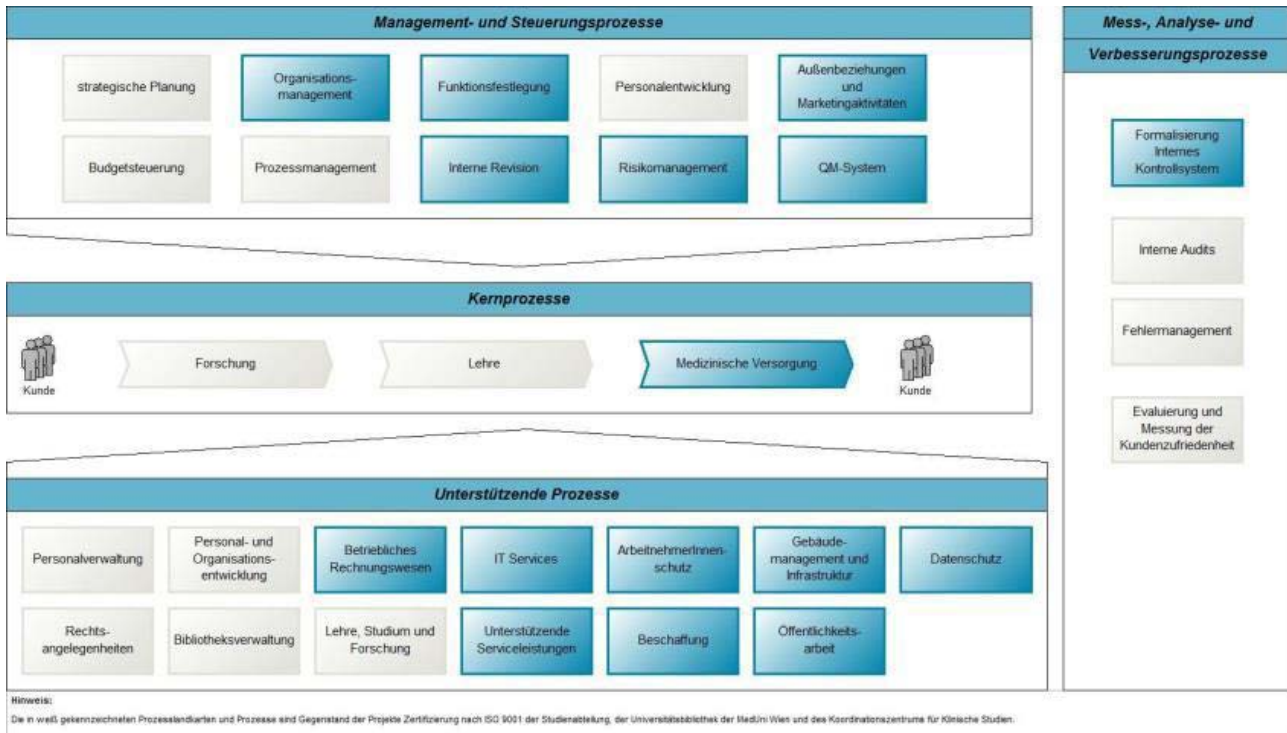 Management- und Steuerungsprozesse
strategische Planung
Organisations-
management
Funktionsfestlegung
Personalentwicklung
Außenbeziehungen
und
Marketingaktivitäten
Budgetsteuerung
Prozessmanagement
Interne Revision
Risikomanagement
QM-System
Mess-, Analyse- und
Verbesserungsprozesse
Formalisierung
Internes
Kontrollsystem
Interne Audits
Fehlermanagement
Evaluierung und
Messung der
Kundenzufriedenheit
Kernprozesse
Kunde
Forschung
Lehre
Medizinische Versorgung
Kunde
Unterstützende Prozesse
Personalverwaltung
Personal- und
Organisations-
entwicklung
Betriebliches
Rechnungswesen
IT Services
ArbeitnehmerInnen-
schutz
Gebäude-
management und
Infrastruktur
Datenschutz
Rechts-
angelegenheiten
Bibliotheksverwaltung
Lehre, Studium und
Forschung
Unterstützende
Serviceleistungen
Beschaffung
Öffentlichkeits-
arbeit
Hinweis:
Die in weiß gekennzeichneten Prozesslandkarten und Prozesse sind Gegenstand der Projekte Zertifizierung nach ISO 9001 der Studienabteilung, der Universitätsbibliothek der MedUni Wien und des Koordinationszentrums für Klinische Studien.